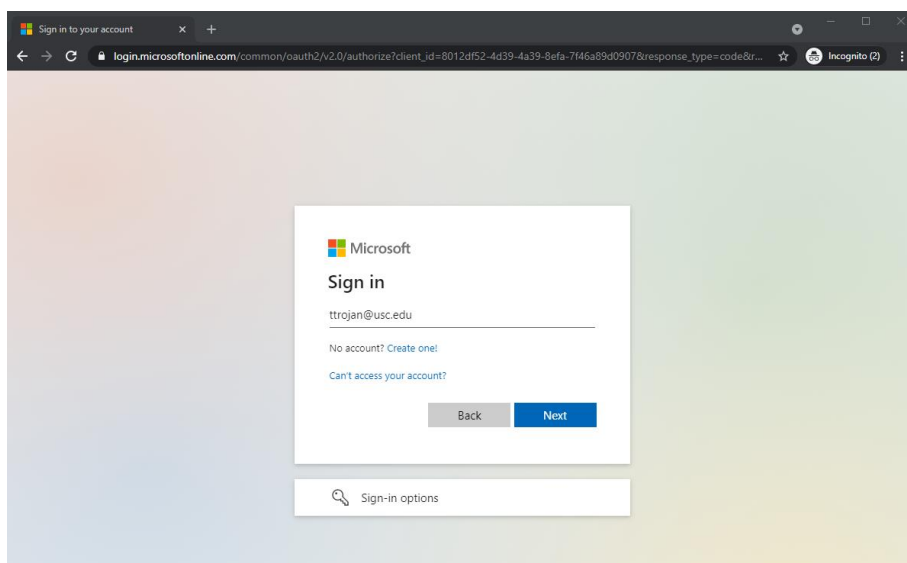 Sign in to your account
login.microsoftonline.com/common/oauth2/v2.0/authorize?client_id=8012df52-4d39-4a39-8efa-7f46a89d0907&response_type=code&r...
Incognito (2)
Microsoft
Sign in
ttrojan@usc.edu
No account? Create one!
Can't access your account?
Back
Next
Sign-in options